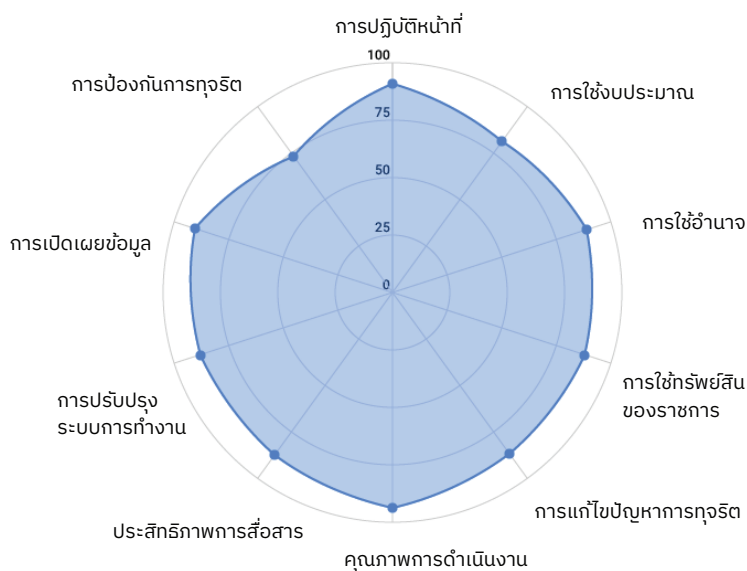 การปฏิบัติหน้าที่
100
การป้องกันการทุจริต
การใช้งบประมาณ
75
50
การใช้อำนาจ
25
การเปิดเผยข้อมูล
0
การใช้ทรัพย์สิน
ของราชการ
การปรับปรุง
ระบบการทำงาน
การแก้ไขปัญหาการทุจริต
ประสิทธิภาพการสื่อสาร
คุณภาพการดำเนินงาน